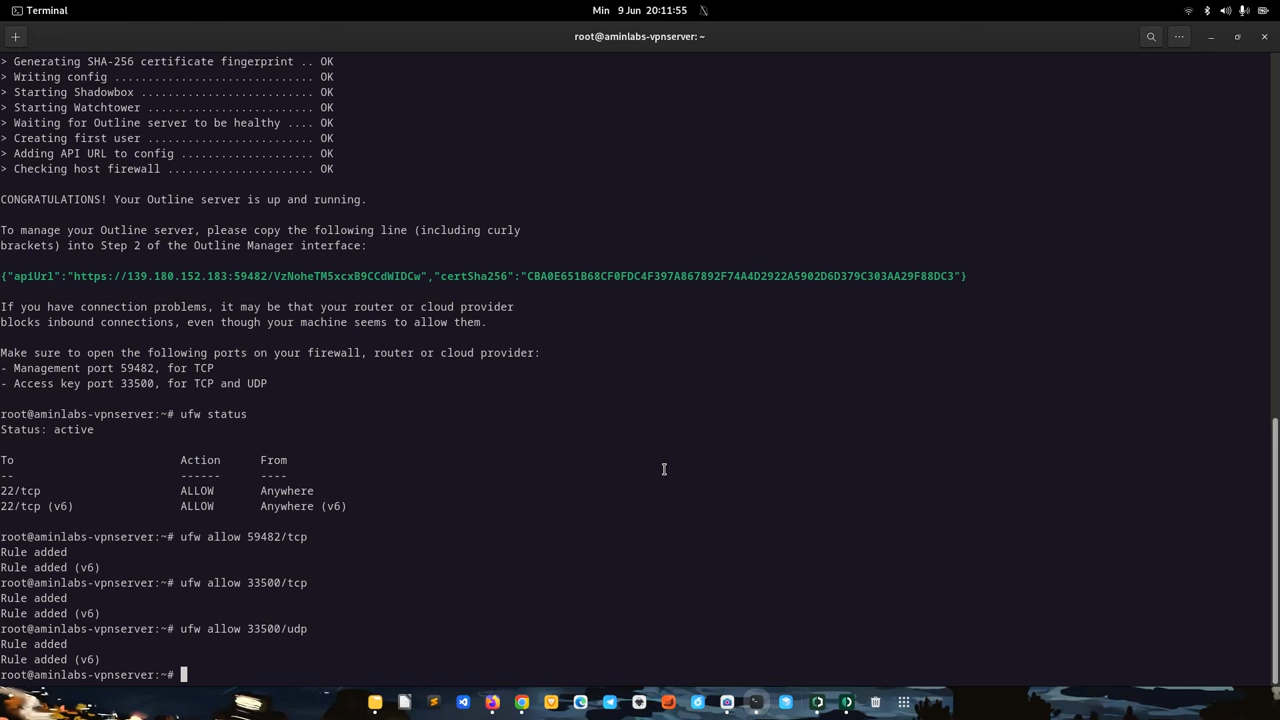 Terminal
Min 9 Jun 20:11:55
root@aminlabs-vpnserver: ~
> Generating SHA-256 certificate fingerprint .. OK
> Writing config .............................. OK
> Starting Shadowbox .......................... OK
> Starting Watchtower ......................... OK
> Waiting for Outline server to be healthy .... OK
> Creating first user ......................... OK
> Adding API URL to config .................... OK
> Checking host firewall ...................... OK
CONGRATULATIONS! Your Outline server is up and running.
To manage your Outline server, please copy the following line (including curly
brackets) into Step 2 of the Outline Manager interface:
{"apiUrl":"https://139.180.152.183:59482/VzNoheTM5xcxB9CCdWIDCw","certSha256":"CBA0E651B68CF0FDC4F397A867892F74A4D2922A5902D6D379C303AA29F88DC3"}
If you have connection problems, it may be that your router or cloud provider
blocks inbound connections, even though your machine seems to allow them.
Make sure to open the following ports on your firewall, router or cloud provider:
- Management port 59482, for TCP
- Access key port 33500, for TCP and UDP
root@aminlabs-vpnserver:~# ufw status
Status: active
To Action From
-- ------ ----
22/tcp ALLOW Anywhere
22/tcp (v6) ALLOW Anywhere (v6)
root@aminlabs-vpnserver:~# ufw allow 59482/tcp
Rule added
Rule added (v6)
root@aminlabs-vpnserver:~# ufw allow 33500/tcp
Rule added
Rule added (v6)
root@aminlabs-vpnserver:~# ufw allow 33500/udp
Rule added
Rule added (v6)
root@aminlabs-vpnserver:~#